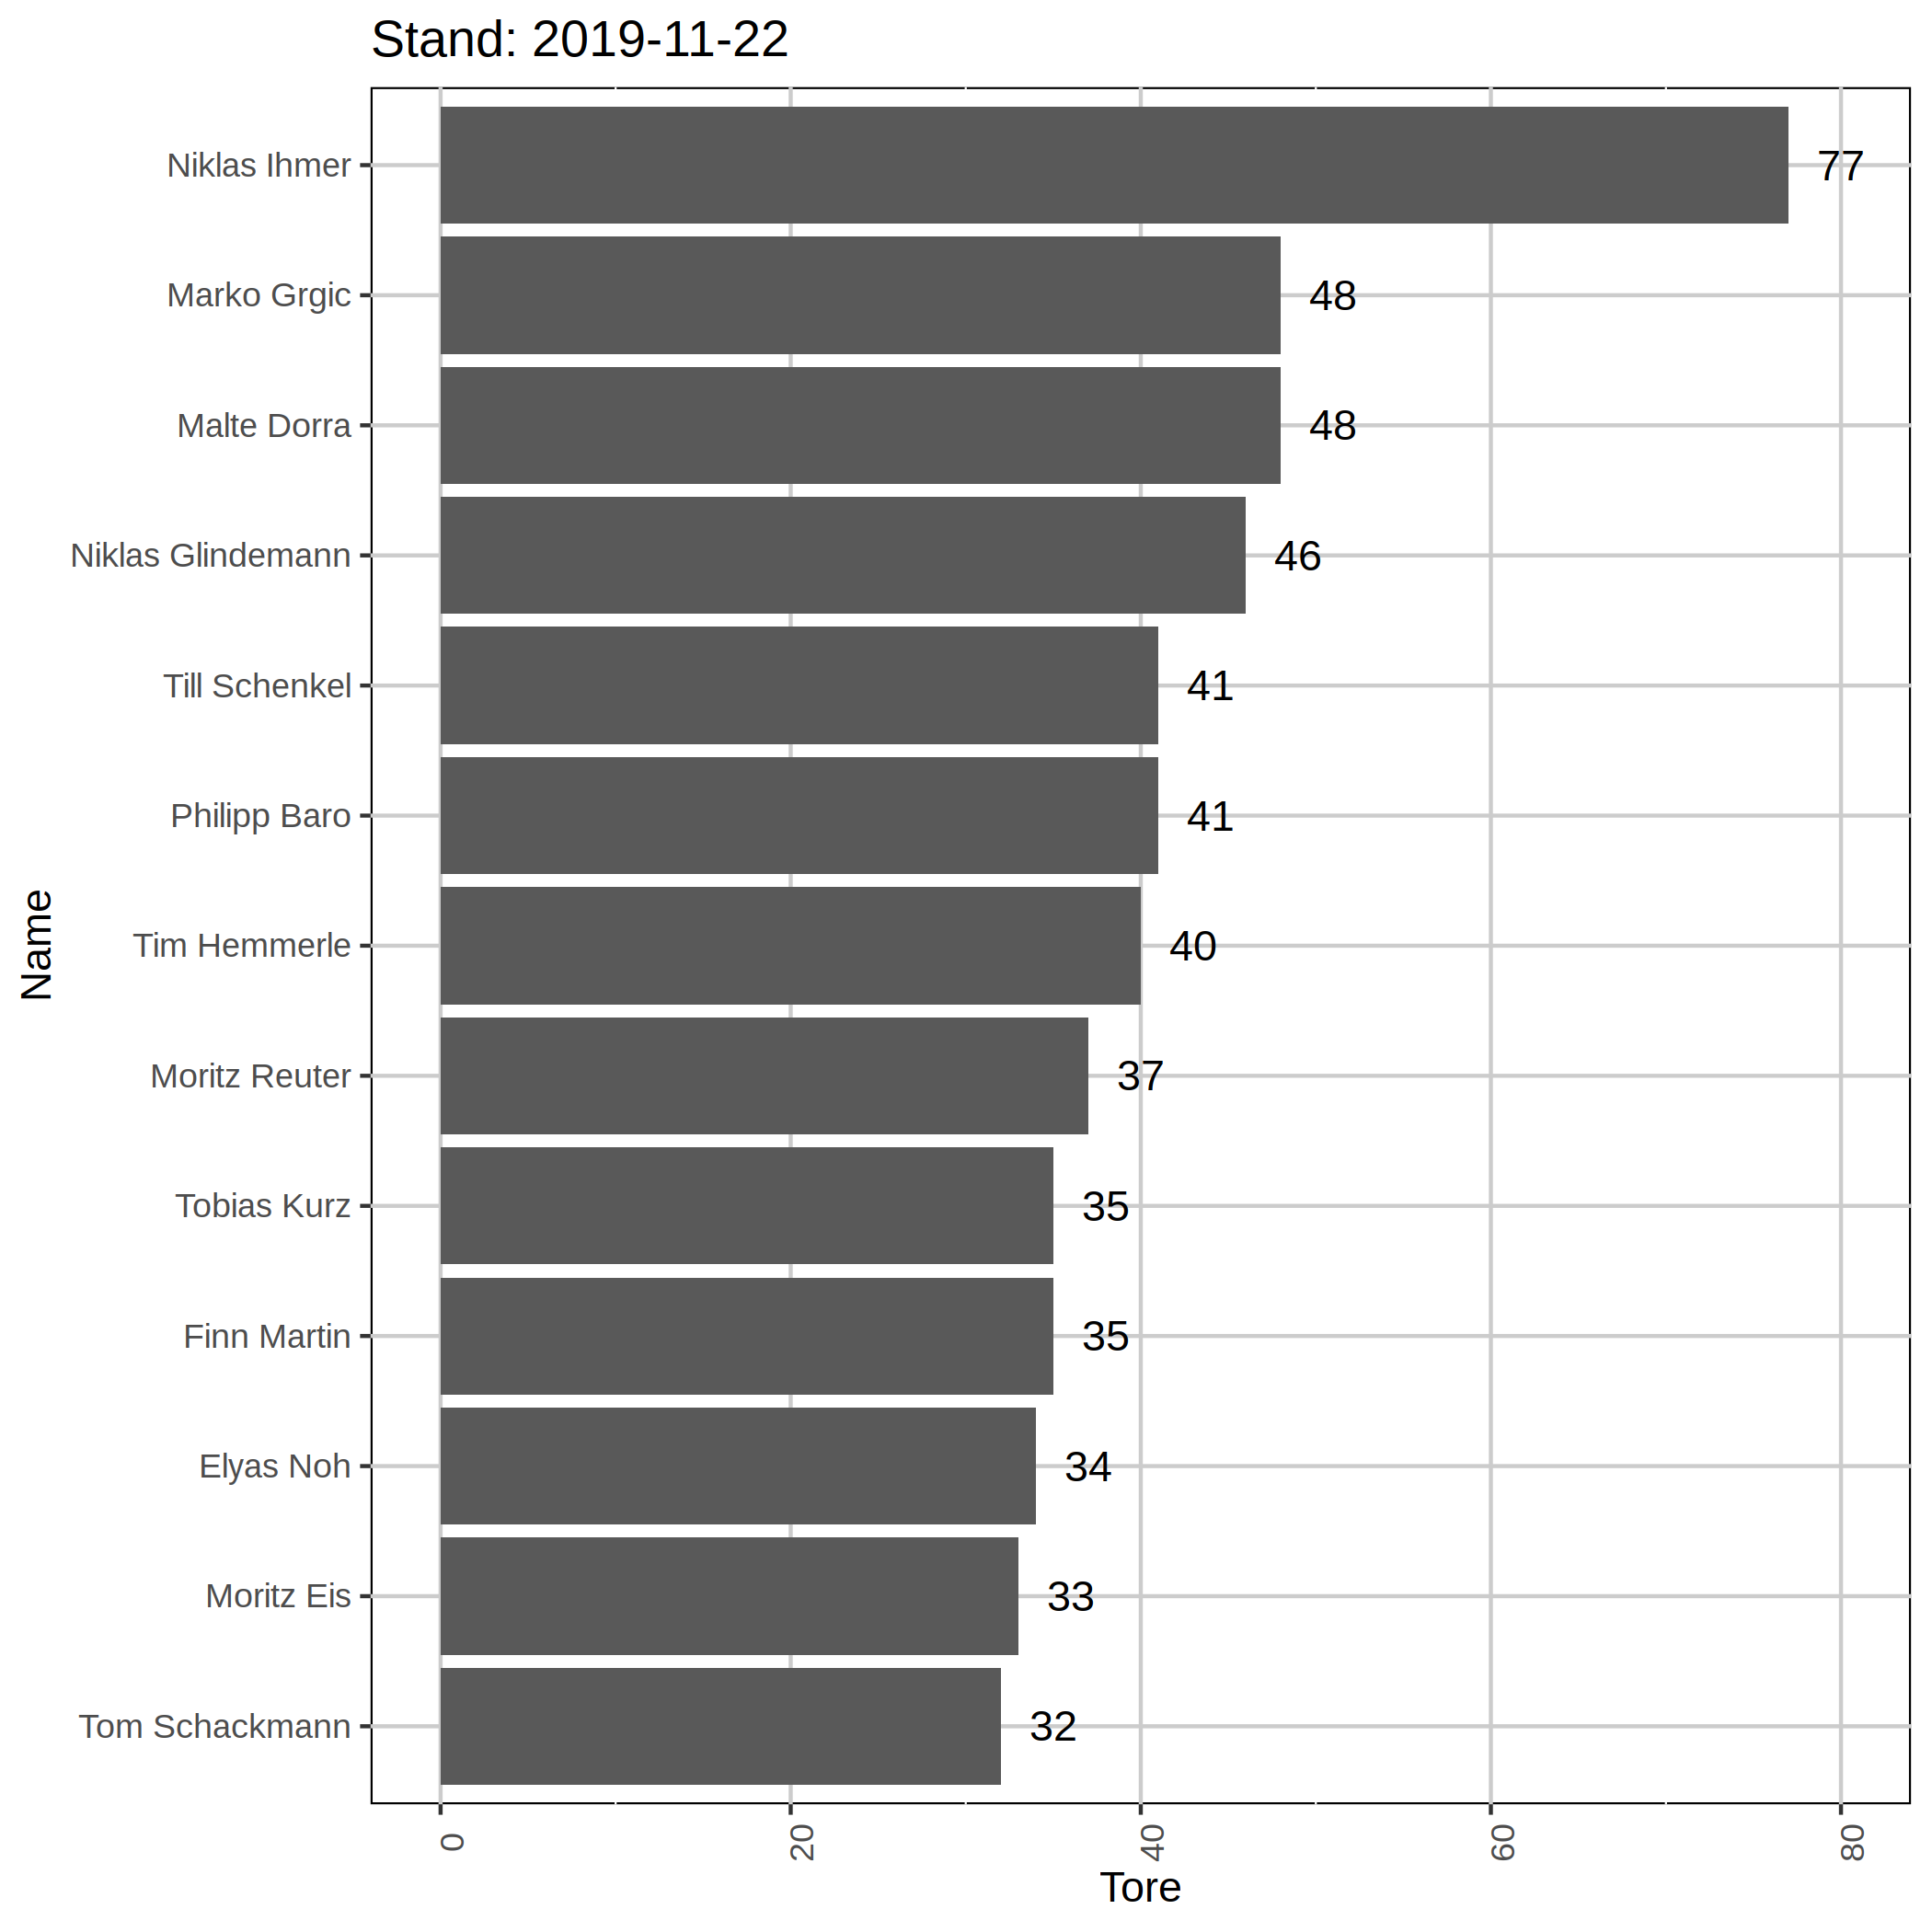 Stand: 2019-11-22
Niklas Ihmer 77
Marko Grgic 48
Malte Dorra 48
Niklas Glindemann 46
Till Schenkel 41
Philipp Baro 41
Tim Hemmerle 40
Moritz Reuter 37
Tobias Kurz 35
Finn Martin 35
Elyas Noh 34
Moritz Eis 33
Tom Schackmann 32
Name
0 20 40 60 80
Tore